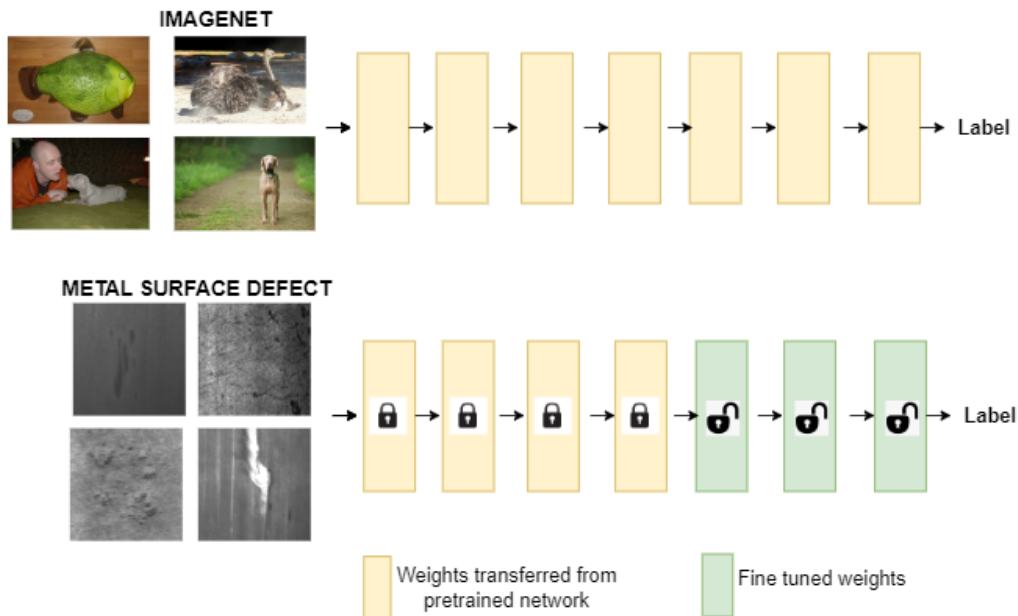 IMAGENET
Label
METAL SURFACE DEFECT
Label
Weights transferred from
pretrained network
Fine tuned weights